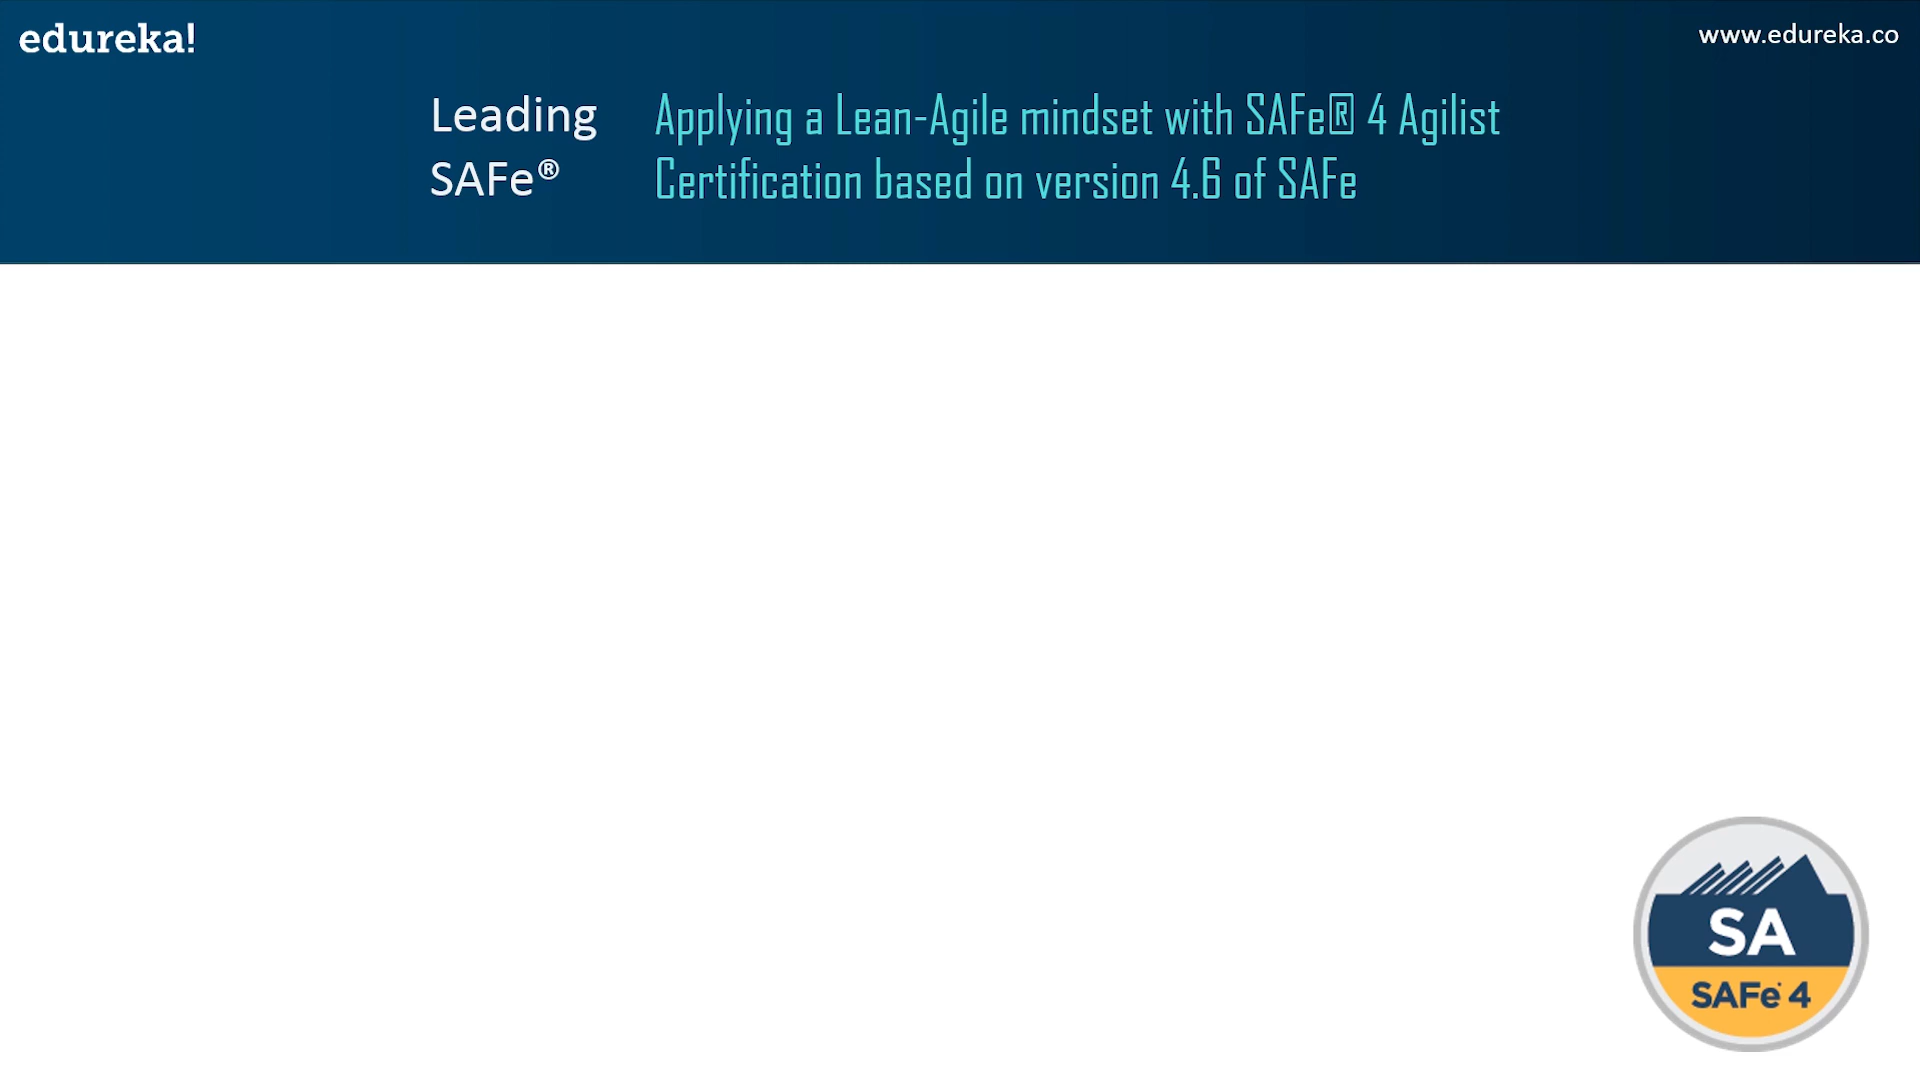 edureka!
www.edureka.co
Leading
SAFe®
Applying a Lean-Agile mindset with SAFe® 4 Agilist
Certification based on version 4.6 of SAFe
SA
SAFe® 4